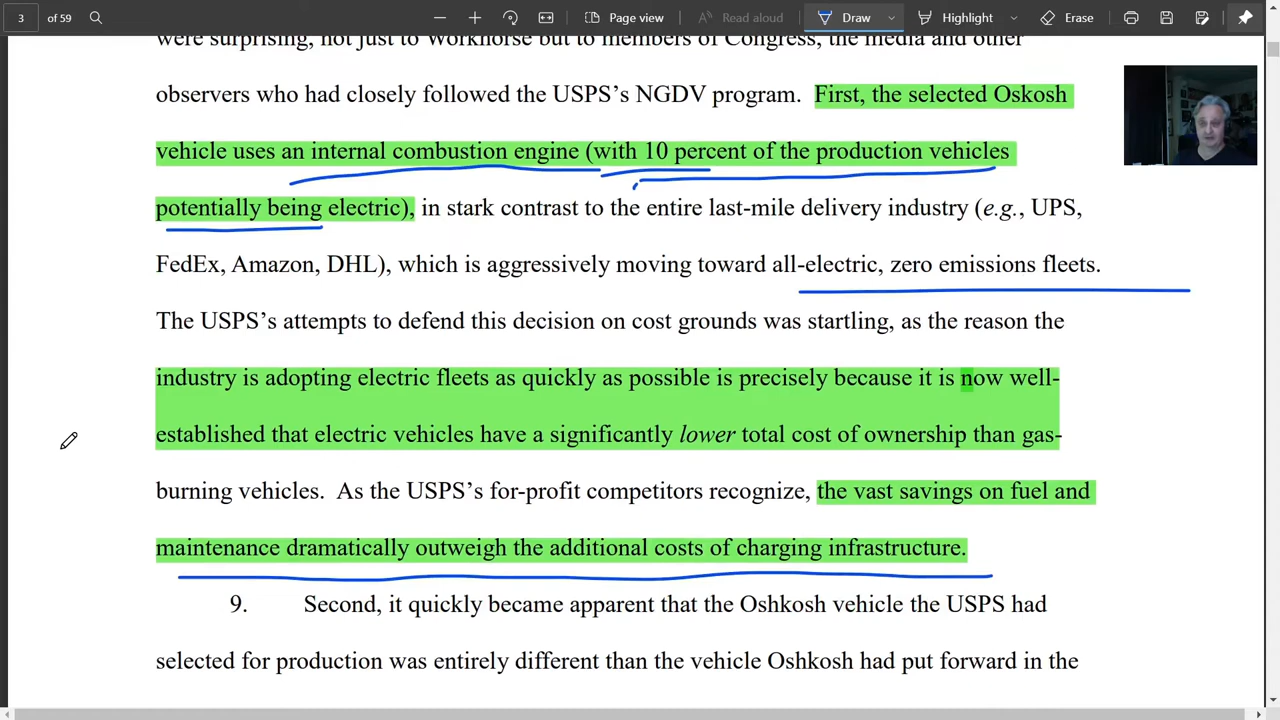 3 of 59 Page view Read aloud Draw Highlight Erase
were surprising, not just to Workhorse but to members of Congress, the media and other
observers who had closely followed the USPS's NGDV program. First, the selected Oskosh
vehicle uses an internal combustion engine (with 10 percent of the production vehicles
potentially being electric), in stark contrast to the entire last-mile delivery industry (e.g., UPS,
FedEx, Amazon, DHL), which is aggressively moving toward all-electric, zero emissions fleets.
The USPS's attempts to defend this decision on cost grounds was startling, as the reason the
industry is adopting electric fleets as quickly as possible is precisely because it is now well-
established that electric vehicles have a significantly lower total cost of ownership than gas-
burning vehicles. As the USPS's for-profit competitors recognize, the vast savings on fuel and
maintenance dramatically outweigh the additional costs of charging infrastructure.
9. Second, it quickly became apparent that the Oshkosh vehicle the USPS had
selected for production was entirely different than the vehicle Oshkosh had put forward in the